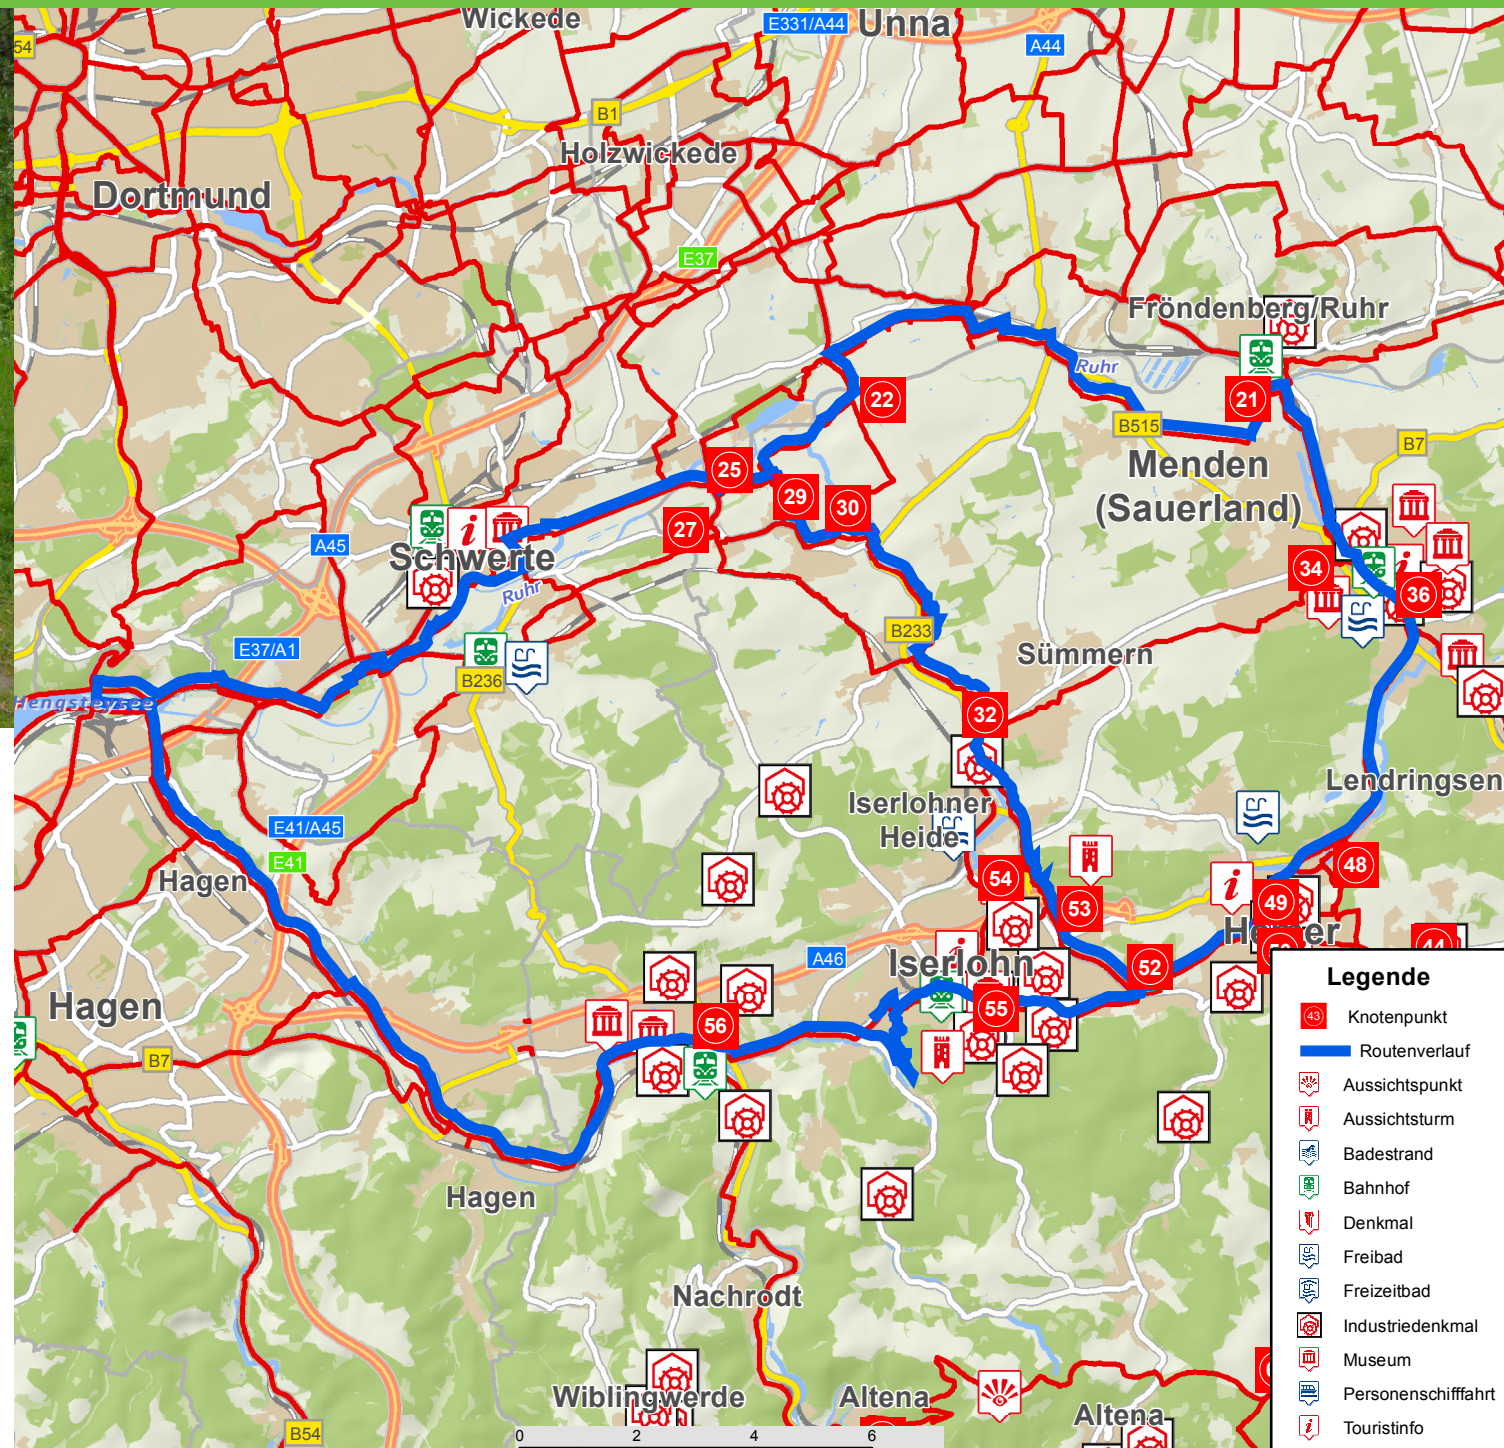 Wickede
E331/A44
Unna
54
A44
B1
Holzwickede
Dortmund
E37
Fröndenberg/Ruhr
Ruhr
22
21
B515
B7
Menden
(Sauerland)
25
29
30
27
A45
Schwerte
34
36
Ruhr
B233
E37/A1
Sümmern
B236
Hengsteysee
32
Lendringsen
Iserlohner
Heide
E41/A45
E41
48
Hagen
54
49
53
Hemer
44
A46
Iserlohn
52
Hagen
55
56
B7
Hagen
Nachrodt
Wiblingwerde
Altena
Altena
B54
0 2 4 6
Legende
43 Knotenpunkt
Routenverlauf
Aussichtspunkt
Aussichtsturm
Badestrand
Bahnhof
Denkmal
Freibad
Freizeitbad
Industriedenkmal
Museum
Personenschifffahrt
Touristinfo